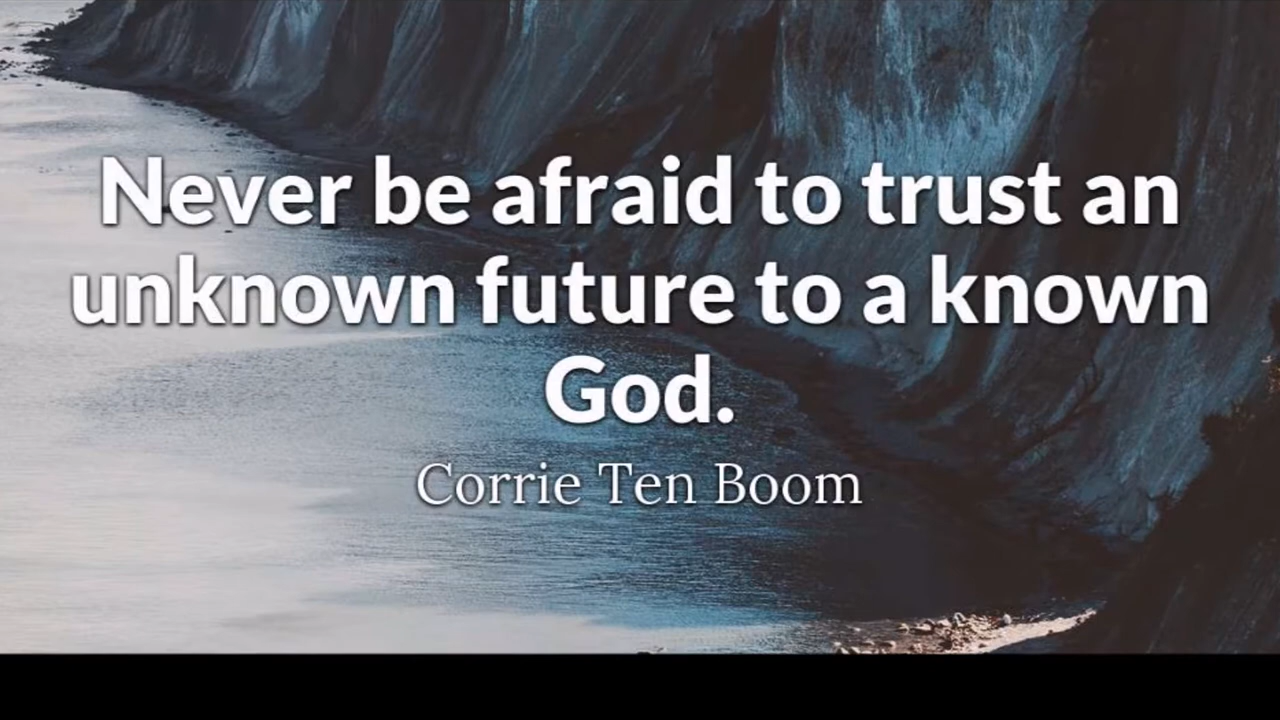 Never be afraid to trust an
unknown future to a known
God.
Corrie Ten Boom